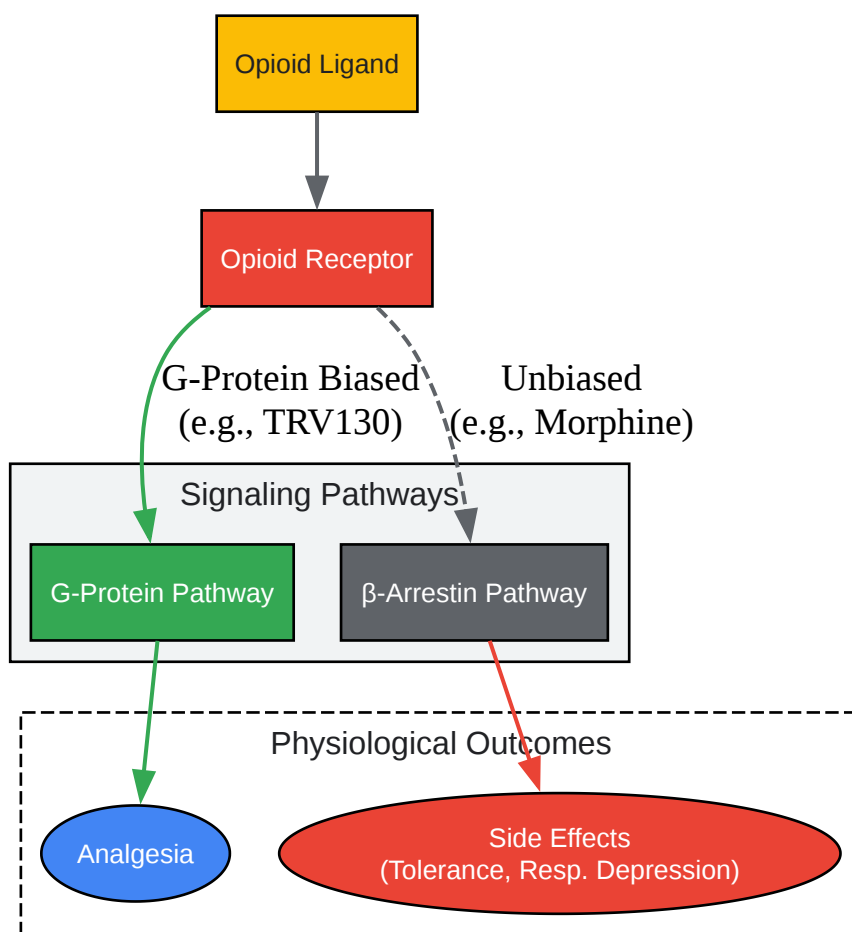 Opioid Ligand
Opioid Receptor
G-Protein Biased
(e.g., TRV130)
Unbiased
(e.g., Morphine)
Signaling Pathways
G-Protein Pathway
β-Arrestin Pathway
Physiological Outcomes
Analgesia
Side Effects
(Tolerance, Resp. Depression)